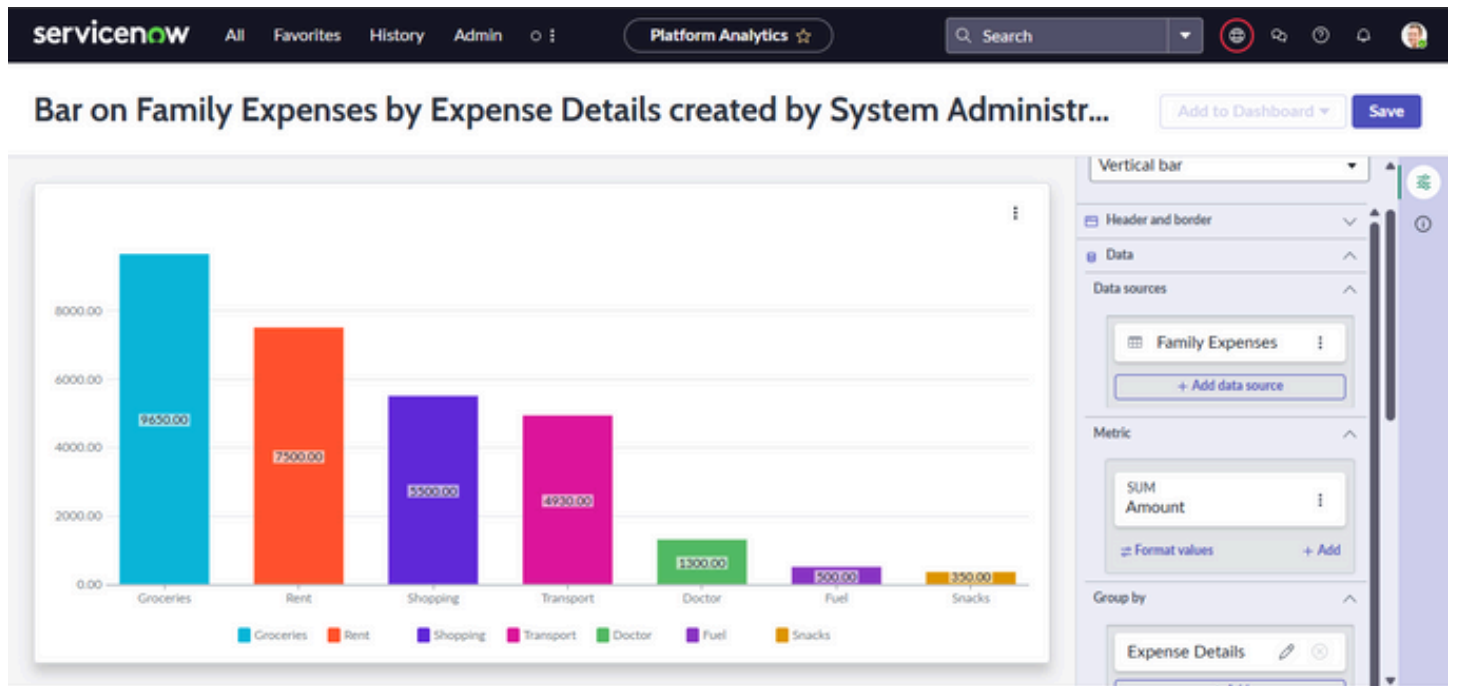 servicenow All Favorites History Admin Platform Analytics Search
Bar on Family Expenses by Expense Details created by System Administr... Add to Dashboard Save
Vertical bar
Header and border
Data
Data sources
Family Expenses
+ Add data source
Metric
SUM
Amount
Format values + Add
Group by
Expense Details
8000.00
6000.00
4000.00
2000.00
0.00
9650.00
7500.00
5500.00
4930.00
1300.00
500.00
350.00
Groceries Rent Shopping Transport Doctor Fuel Snacks
Groceries Rent Shopping Transport Doctor Fuel Snacks